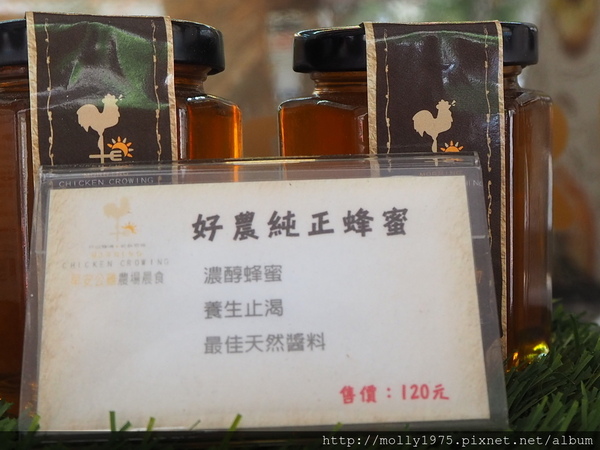 CHICKEN CROWING
好農純正蜂蜜
CHICKEN CROWING
農場晨食
濃醇蜂蜜
養生止渴
最佳天然醬料
售價：120元
http://molly1975.pixnet.net/album